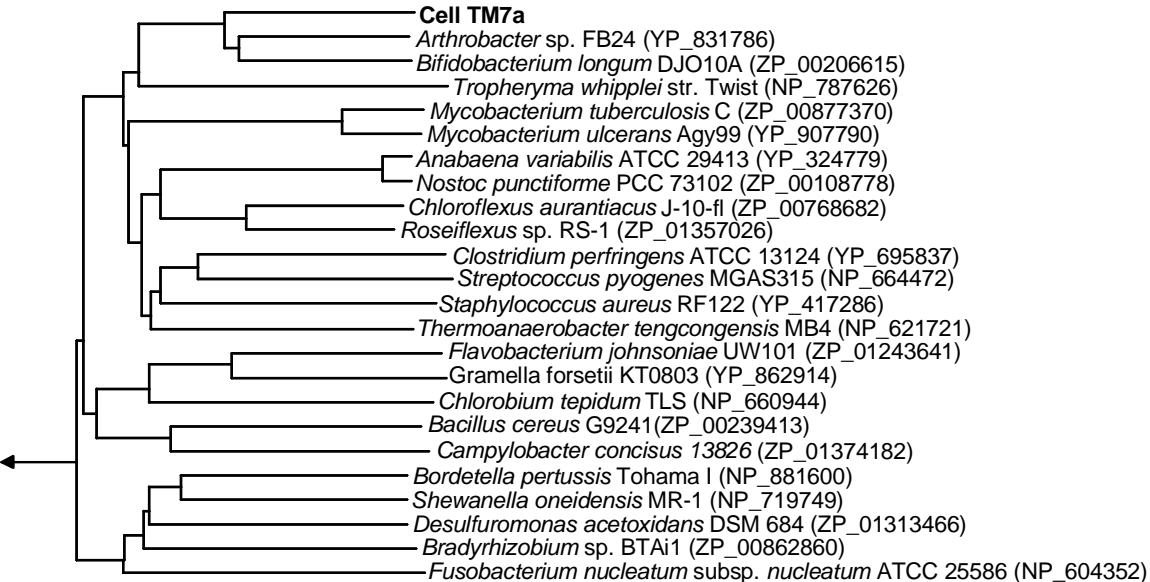 Cell TM7a
Arthrobacter sp. FB24 (YP_831786)
Bifidobacterium longum DJO10A (ZP_00206615)
Tropheryma whipplei str. Twist (NP_787626)
Mycobacterium tuberculosis C (ZP_00877370)
Mycobacterium ulcerans Agy99 (YP_907790)
Anabaena variabilis ATCC 29413 (YP_324779)
Nostoc punctiforme PCC 73102 (ZP_00108778)
Chloroflexus aurantiacus J-10-fl (ZP_00768682)
Roseiflexus sp. RS-1 (ZP_01357026)
Clostridium perfringens ATCC 13124 (YP_695837)
Streptococcus pyogenes MGAS315 (NP_664472)
Staphylococcus aureus RF122 (YP_417286)
Thermoanaerobacter tengcongensis MB4 (NP_621721)
Flavobacterium johnsoniae UW101 (ZP_01243641)
Gramella forsetii KT0803 (YP_862914)
Chlorobium tepidum TLS (NP_660944)
Bacillus cereus G9241(ZP_00239413)
Campylobacter concisus 13826 (ZP_01374182)
Bordetella pertussis Tohama I (NP_881600)
Shewanella oneidensis MR-1 (NP_719749)
Desulfuromonas acetoxidans DSM 684 (ZP_01313466)
Bradyrhizobium sp. BTAi1 (ZP_00862860)
Fusobacterium nucleatum subsp. nucleatum ATCC 25586 (NP_604352)